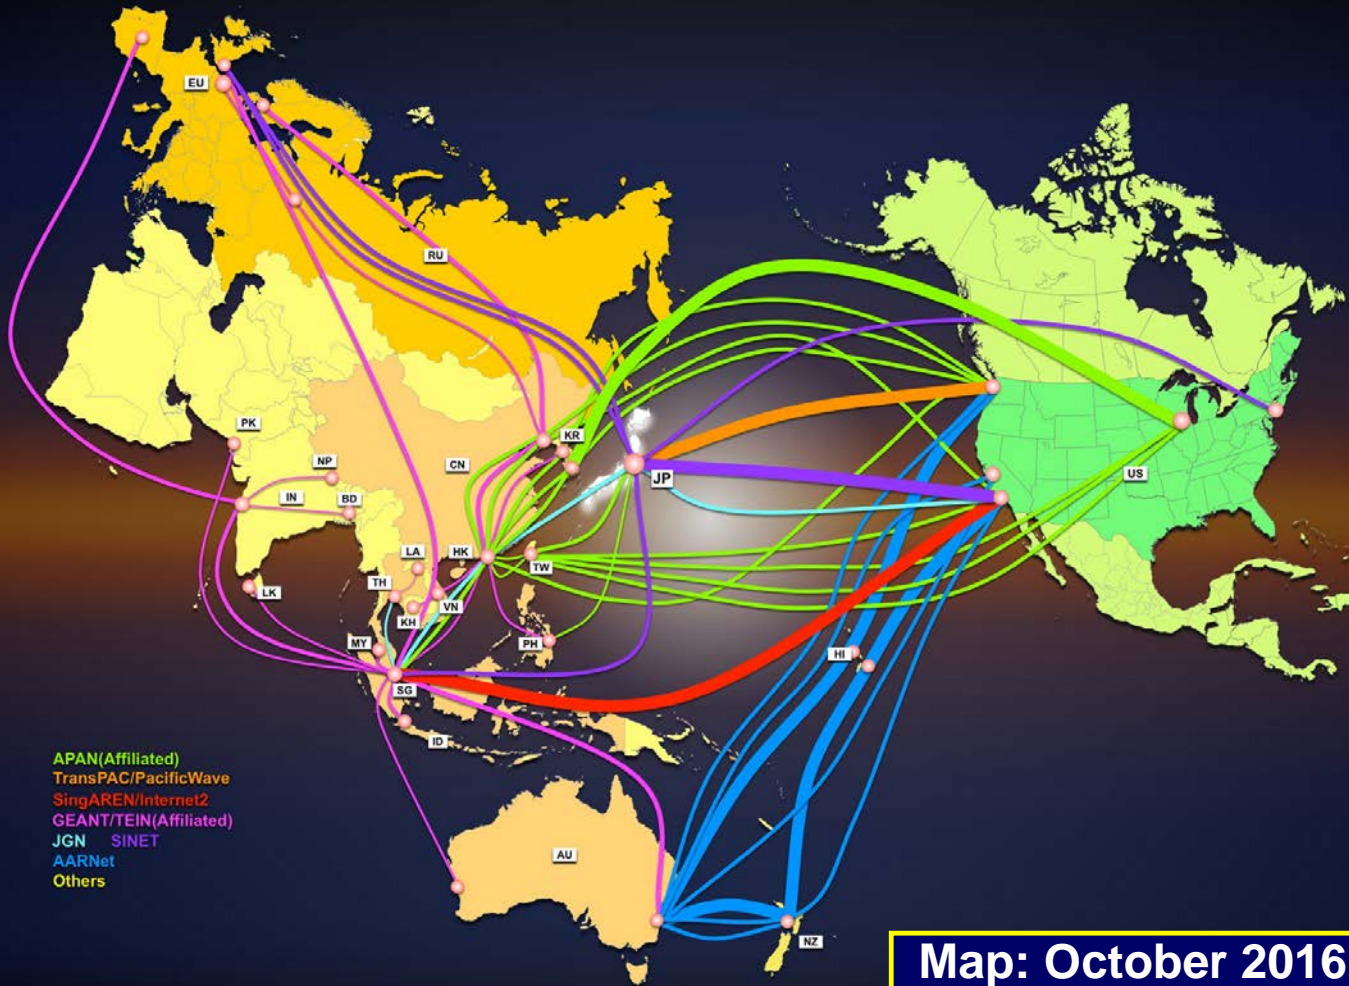 EU
RU
PK
KR
NP
CN
JP
US
IN
BD
LA
HK
TW
TH
LK
VN
KH
MY
PH
HI
SG
ID
APAN(Affiliated)
TransPAC/PacificWave
SingAREN/Internet2
GEANT/TEIN(Affiliated)
JGN SINET
AARNet
Others
AU
NZ
Map: October 2016